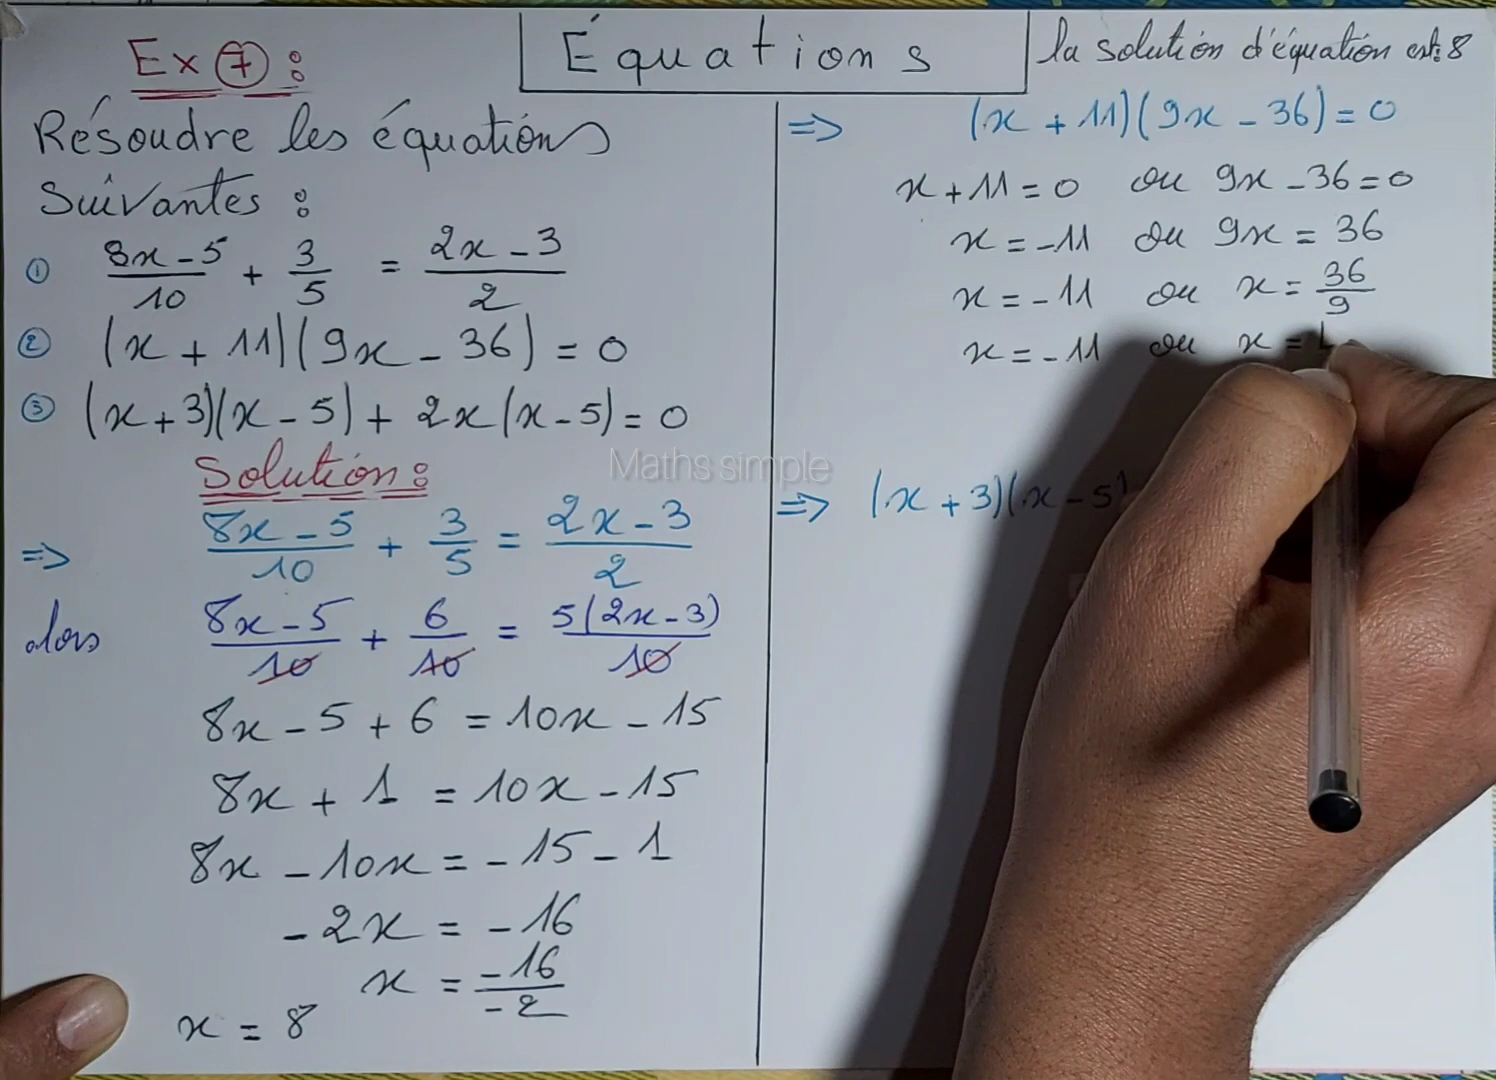 Équations
Ex 7 :
Résoudre les équations
Suivantes :
① 8x - 5 / 10 + 3 / 5 = 2x - 3 / 2
② (x + 11)(9x - 36) = 0
③ (x + 3)(x - 5) + 2x(x - 5) = 0
Solution :
=> 8x - 5 / 10 + 3 / 5 = 2x - 3 / 2
alors 8x - 5 / 10 + 6 / 10 = 5(2x - 3) / 10
8x - 5 + 6 = 10x - 15
8x + 1 = 10x - 15
8x - 10x = - 15 - 1
- 2x = - 16
x = - 16 / - 2
x = 8
la solution d'équation est : 8
=> (x + 11)(9x - 36) = 0
x + 11 = 0 ou 9x - 36 = 0
x = - 11 ou 9x = 36
x = - 11 ou x = 36 / 9
x = - 11 ou x =
=> (x + 3)(x - 5)
Maths simple